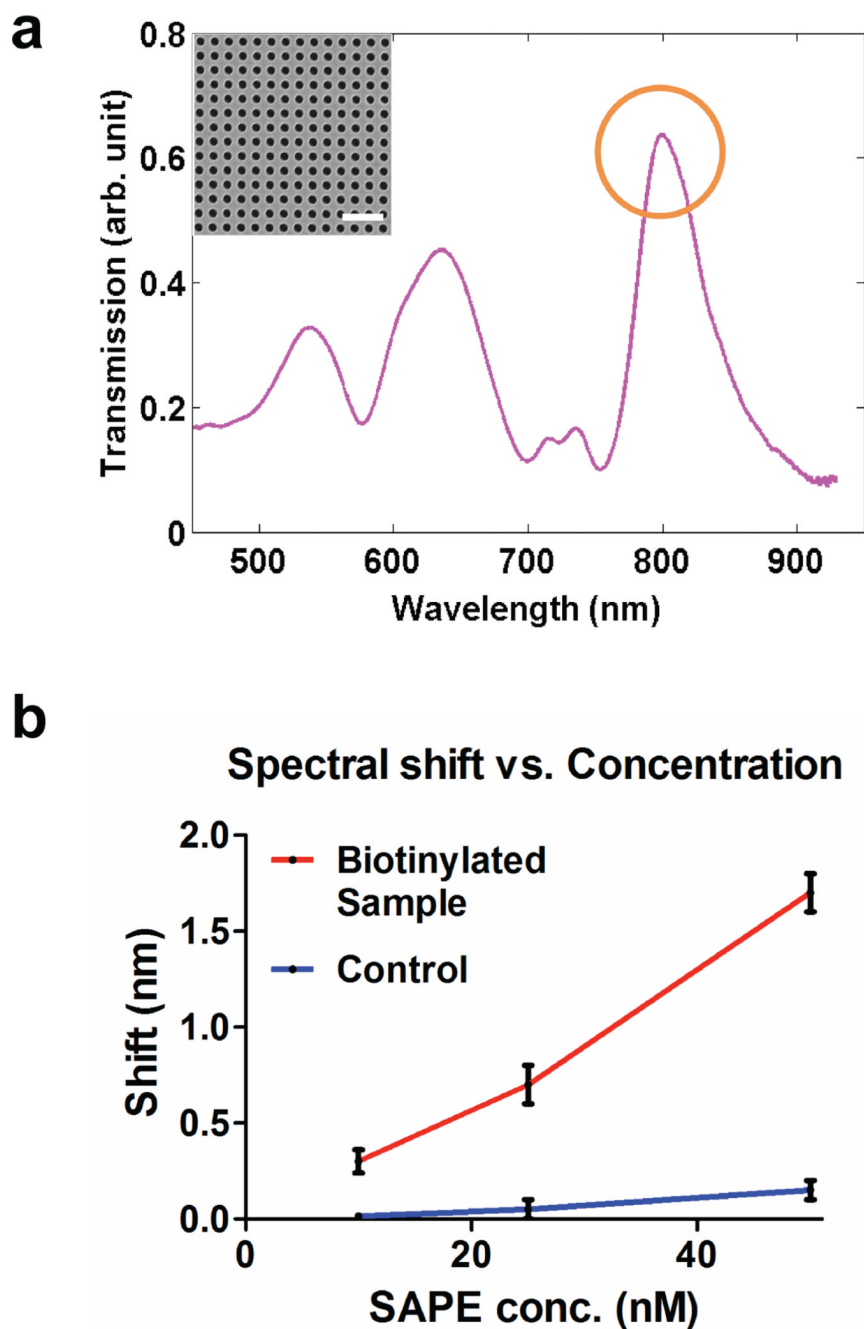 a
0.8
0.6
0.4
0.2
0
Transmission (arb. unit)
500 600 700 800 900
Wavelength (nm)
b
Spectral shift vs. Concentration
2.0
1.5
1.0
0.5
0.0
Shift (nm)
Biotinylated
Sample
Control
0 20 40
SAPE conc. (nM)